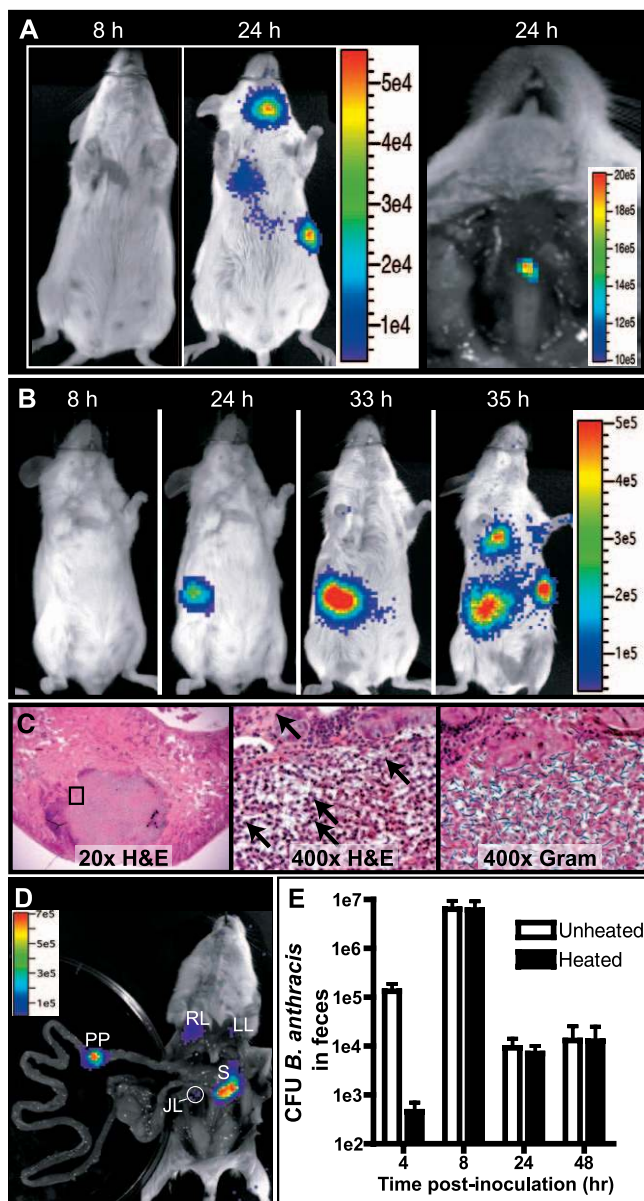 A
8 h
24 h
24 h
5e4
4e4
3e4
2e4
1e4
20e5
18e5
16e5
14e5
12e5
10e5
B
8 h
24 h
33 h
35 h
5e5
4e5
3e5
2e5
1e5
C
20x H&E
400x H&E
400x Gram
D
7e5
5e5
3e5
1e5
PP
RL
LL
S
JL
E
CFU B. anthracis
in feces
1e7
1e6
1e5
1e4
1e3
1e2
Unheated
Heated
4
8
24
48
Time post-inoculation (hr)